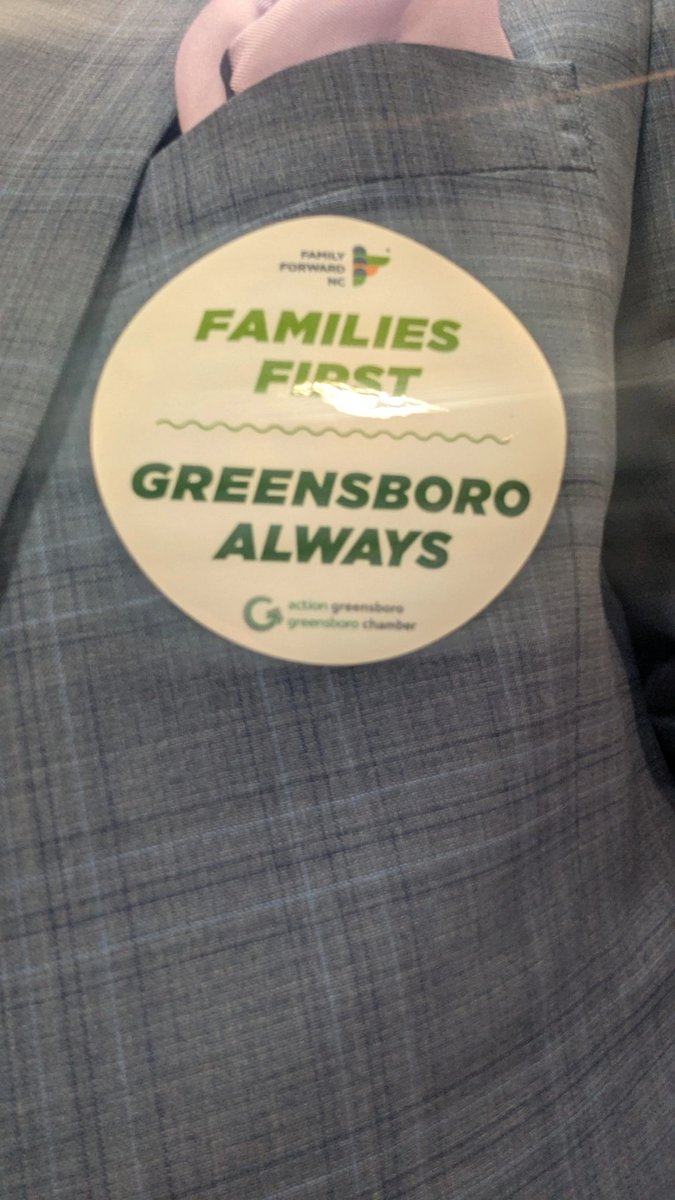 FAMILY
FORWARD
NC
FAMILIES
FIRST
GREENSBORO
ALWAYS
action greensboro
greensboro chamber